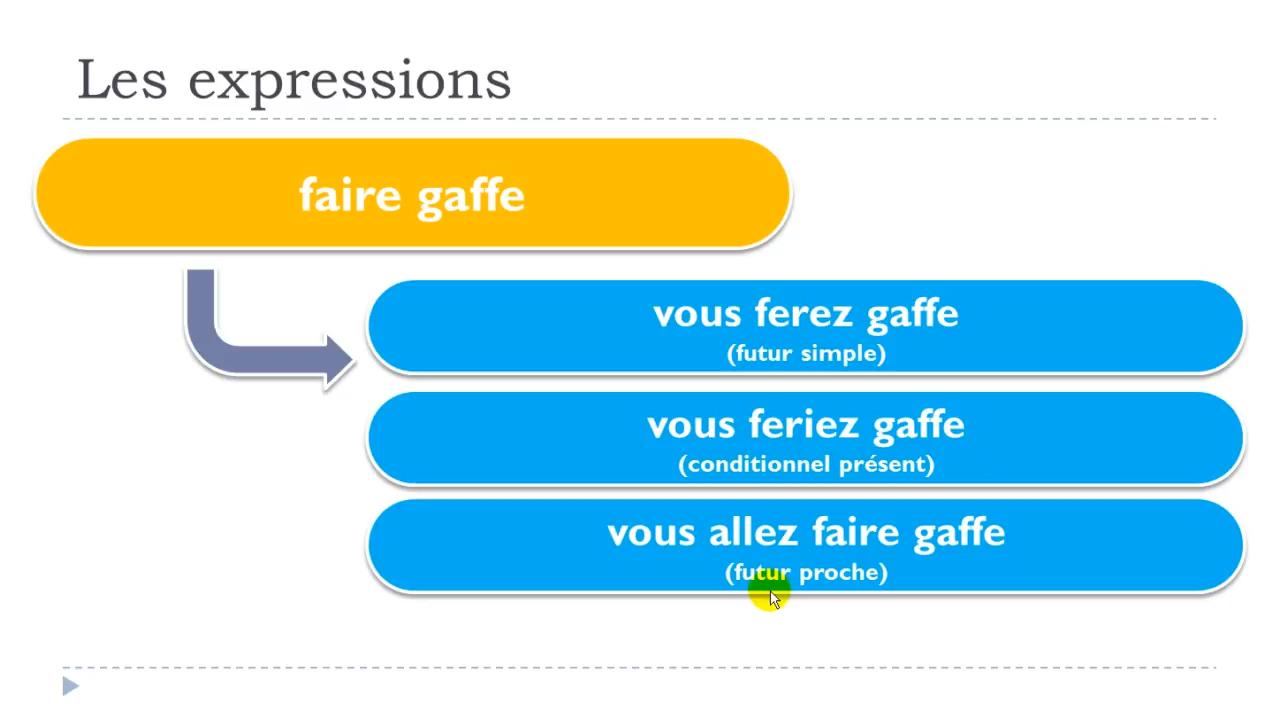 Les expressions
faire gaffe
vous ferez gaffe
(futur simple)
vous feriez gaffe
(conditionnel présent)
vous allez faire gaffe
(futur proche)